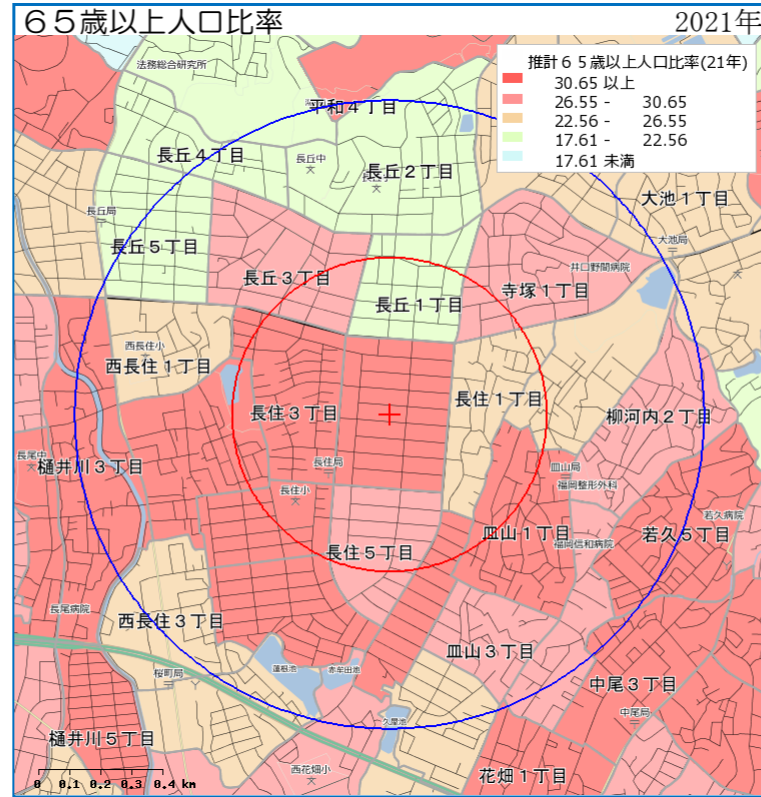 ６５歳以上人口比率
2021年
推計６５歳以上人口比率(21年)
30.65 以上
26.55 - 30.65
22.56 - 26.55
17.61 - 22.56
17.61 未満
法務総合研究所
平和４丁目
長丘４丁目
長丘中
長丘２丁目
大池１丁目
長丘局
大池局
長丘５丁目
長丘３丁目
井口野間病院
寺塚１丁目
長丘１丁目
西長住小
西長住１丁目
長住３丁目
長住１丁目
柳河内２丁目
長尾中
樋井川３丁目
長住局
皿山局
福岡整形外科
長住小
若久病院
皿山１丁目
若久５丁目
福岡信和病院
長住５丁目
長尾病院
西長住３丁目
皿山３丁目
蓮根池
赤牟田池
桜町局
中尾３丁目
中尾局
久屋池
樋井川５丁目
西花畑小
花畑１丁目
0 0.1 0.2 0.3 0.4 km